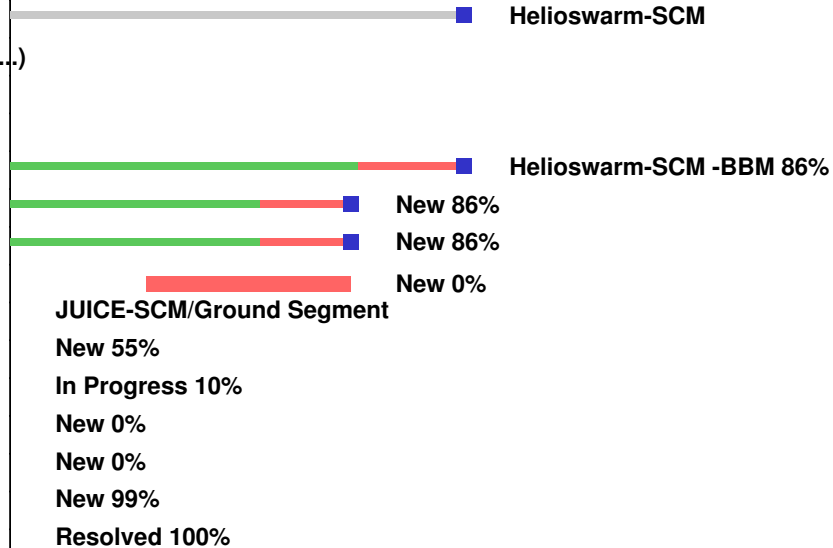 Helioswarm-SCM
...)
Helioswarm-SCM -BBM 86%
New 86%
New 86%
New 0%
JUICE-SCM/Ground Segment
New 55%
In Progress 10%
New 0%
New 0%
New 99%
Resolved 100%